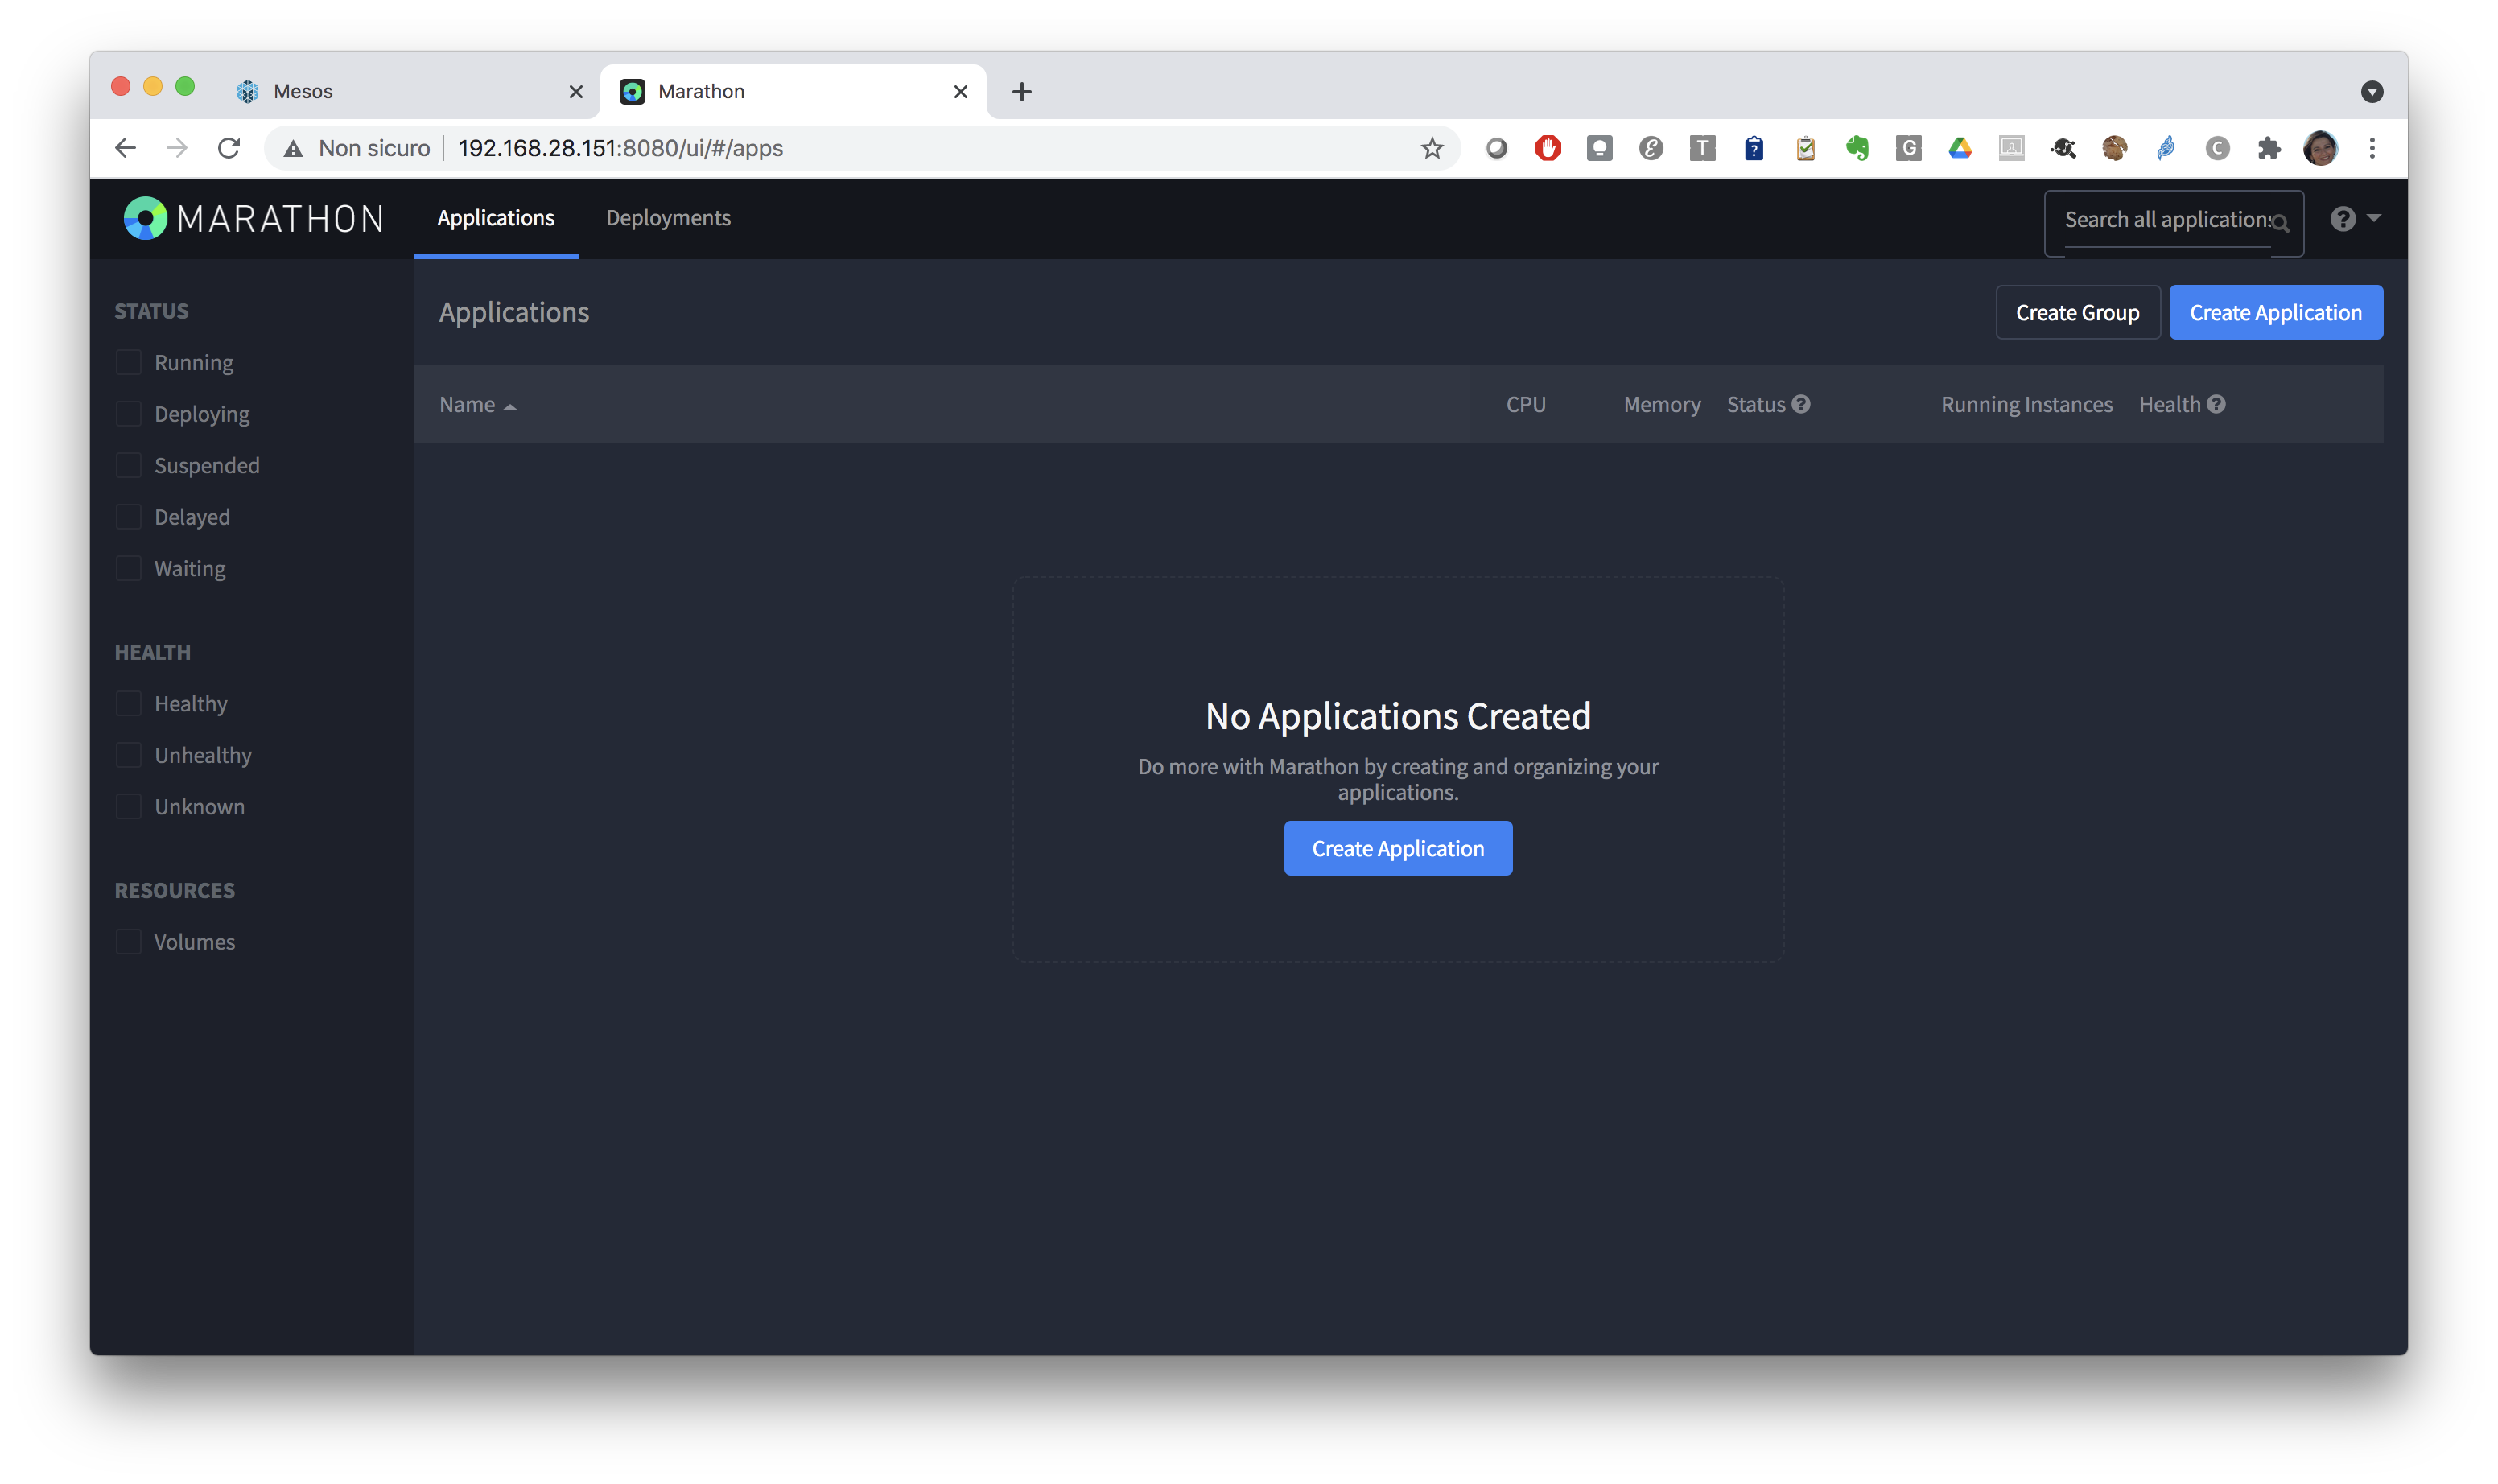 Mesos
Marathon
Non sicuro
192.168.28.151:8080/ui/#/apps
T
?
G
C
MARATHON
Applications
Deployments
Search all applications
?
STATUS
Running
Deploying
Suspended
Delayed
Waiting
HEALTH
Healthy
Unhealthy
Unknown
RESOURCES
Volumes
Applications
Create Group
Create Application
Name
CPU
Memory
Status ?
Running Instances
Health ?
No Applications Created
Do more with Marathon by creating and organizing your
applications.
Create Application